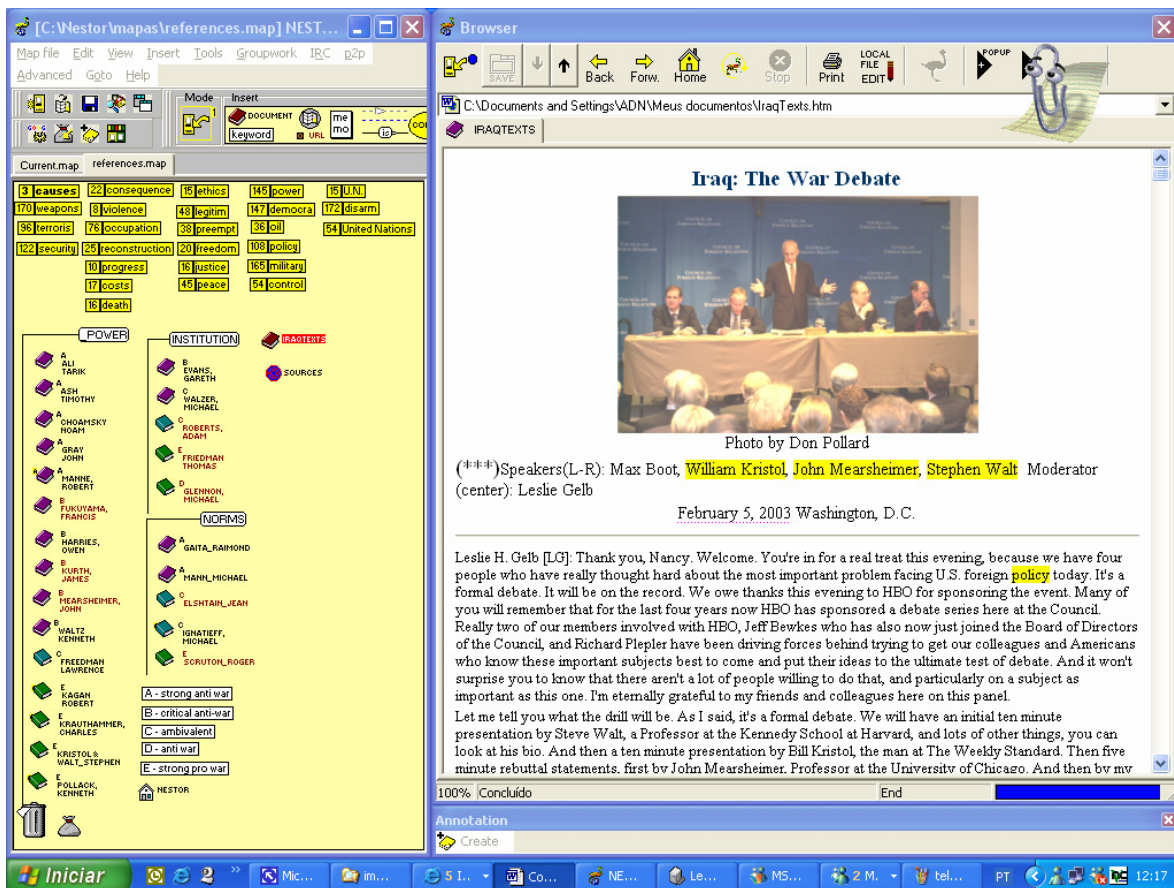 [C:\Nestor\mapas\references.map] NEST...
Map file Edit View Insert Tools Groupwork IRC p2p
Advanced Goto Help
Mode
Insert
1
DOCUMENT
keyword
URL
me
mo
is
Current.map references.map
3 causes 22 consequence 15 ethics 145 power 15 U.N.
170 weapons 8 violence 48 legitim 147 democra 172 disarm
96 terroris 76 occupation 38 preempt 36 oil 54 United Nations
122 security 25 reconstruction 20 freedom 108 policy
10 progress 16 justice 165 military
17 costs 45 peace 54 control
16 death
_POWER
A
ALI
TARIK
A
ASH
TIMOTHY
A
CHOAMSKY
NOAM
A
GRAY
JOHN
A
MANNE,
ROBERT
B
FUKUYAMA,
FRANCIS
B
HARRIES,
OWEN
B
KURTH,
JAMES
B
MEARSHEIMER,
JOHN
B
WALTZ
KENNETH
C
FREEDMAN
LAWRENCE
E
KAGAN
ROBERT
E
KRAUTHAMMER,
CHARLES
E
KRISTOL &
WALT_STEPHEN
E
POLLACK,
KENNETH
INSTITUTION
B
EVANS,
GARETH
C
WALZER,
MICHAEL
C
ROBERTS,
ADAM
E
FRIEDMAN
THOMAS
D
GLENNON,
MICHAEL
NORMS
A
GAITA_RAIMOND
A
MANN_MICHAEL
C
ELSHTAIN_JEAN
C
IGNATIEFF,
MICHAEL
E
SCRUTON_ROGER
IRAQTEXTS
SOURCES
A - strong anti war
B - critical anti-war
C - ambivalent
D - anti war
E - strong pro war
NESTOR
Browser
SAVE Back Forw. Home Stop Print LOCAL FILE EDIT POPUP
C:\Documents and Settings\ADN\Meus documentos\IraqTexts.htm
IRAQTEXTS
Iraq: The War Debate
Photo by Don Pollard
(***)Speakers(L-R): Max Boot, William Kristol, John Mearsheimer, Stephen Walt Moderator
(center): Leslie Gelb
February 5, 2003 Washington, D.C.
Leslie H. Gelb [LG]: Thank you, Nancy. Welcome. You're in for a real treat this evening, because we have four
people who have really thought hard about the most important problem facing U.S. foreign policy today. It's a
formal debate. It will be on the record. We owe thanks this evening to HBO for sponsoring the event. Many of
you will remember that for the last four years now HBO has sponsored a debate series here at the Council.
Really two of our members involved with HBO, Jeff Bewkes who has also now just joined the Board of Directors
of the Council, and Richard Plepler have been driving forces behind trying to get our colleagues and Americans
who know these important subjects best to come and put their ideas to the ultimate test of debate. And it won't
surprise you to know that there aren't a lot of people willing to do that, and particularly on a subject as
important as this one. I'm eternally grateful to my friends and colleagues here on this panel.
Let me tell you what the drill will be. As I said, it's a formal debate. We will have an initial ten minute
presentation by Steve Walt, a Professor at the Kennedy School at Harvard, and lots of other things, you can
look at his bio. And then a ten minute presentation by Bill Kristol, the man at The Weekly Standard. Then five
minute rebuttal statements, first by John Mearsheimer, Professor at the University of Chicago. And then by my
100% Concluído End
Annotation
Create
Iniciar Mic... im... 5 I.. Co... NE... Le... MS... 2 M. tel... PT 12:17